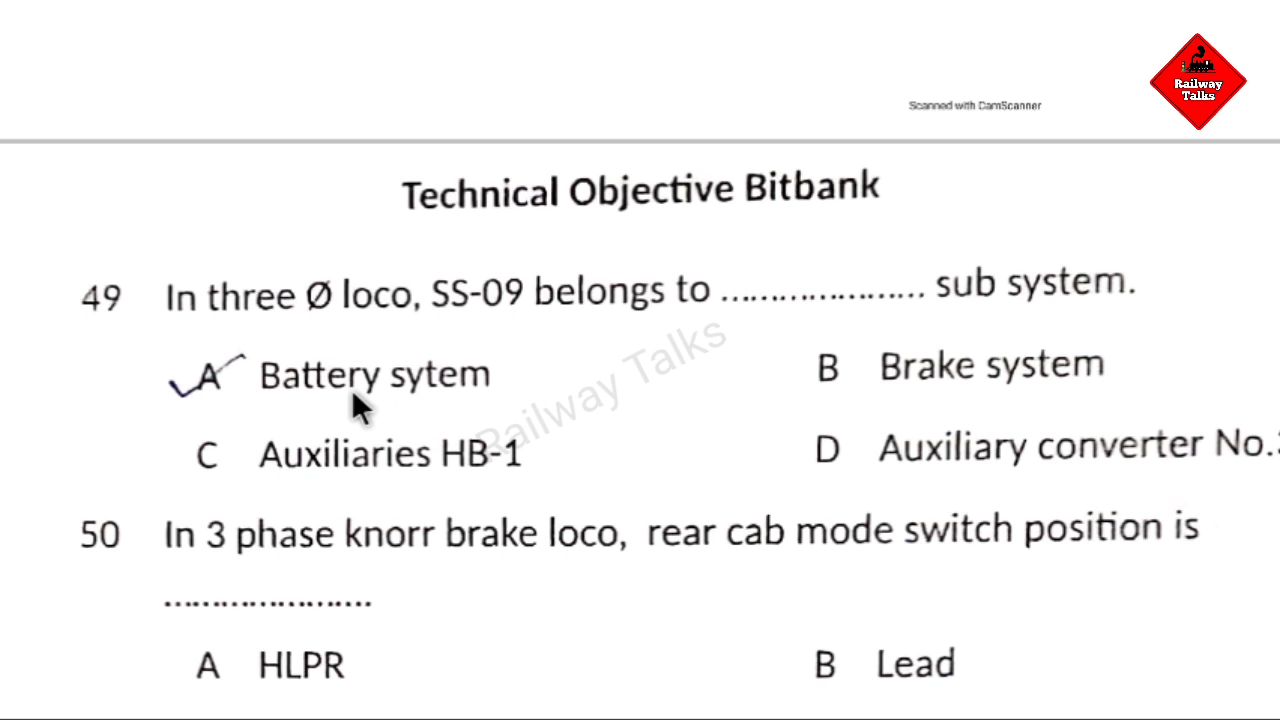 Railway
Talks
Scanned with CamScanner
Technical Objective Bitbank
49 In three Ø loco, SS-09 belongs to ………………… sub system.
A Battery sytem B Brake system
C Auxiliaries HB-1 D Auxiliary converter No.
50 In 3 phase knorr brake loco, rear cab mode switch position is
………………….
A HLPR B Lead
Railway Talks